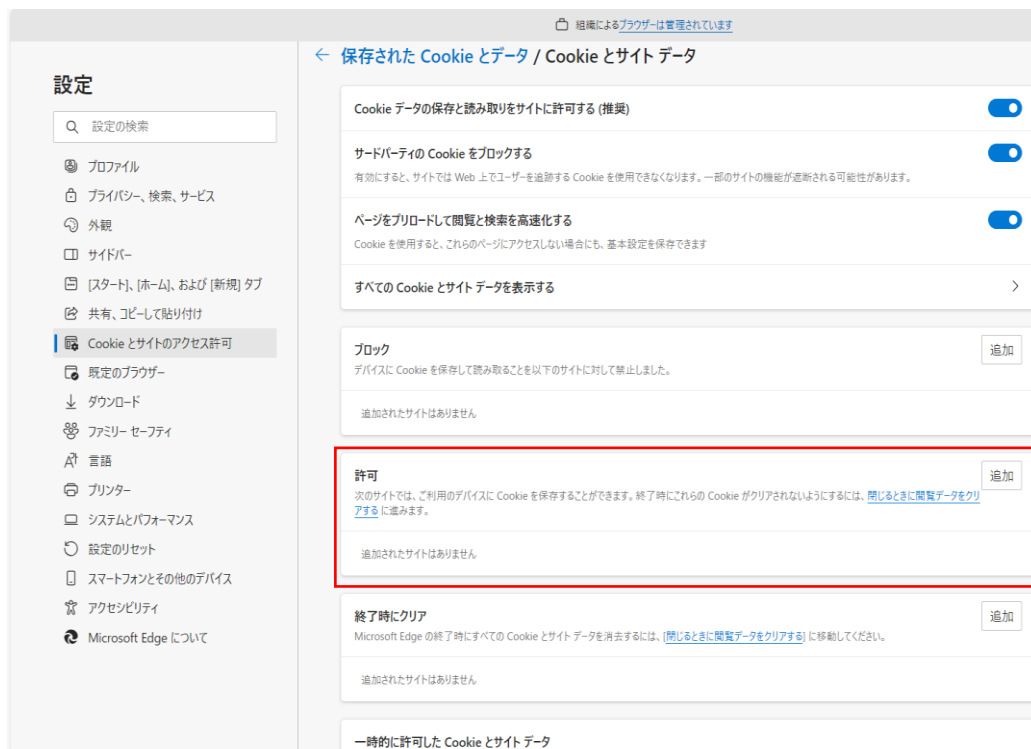 組織によるブラウザーは管理されています
設定
設定の検索
プロファイル
プライバシー、検索、サービス
外観
サイドバー
[スタート]、[ホーム]、および [新規] タブ
共有、コピーして貼り付け
Cookie とサイトのアクセス許可
既定のブラウザー
ダウンロード
ファミリー セーフティ
言語
プリンター
システムとパフォーマンス
設定のリセット
スマートフォンとその他のデバイス
アクセシビリティ
Microsoft Edge について
保存された Cookie とデータ / Cookie とサイト データ
Cookie データの保存と読み取りをサイトに許可する (推奨)
サードパーティの Cookie をブロックする
有効にすると、サイトでは Web 上でユーザーを追跡する Cookie を使用できなくなります。一部のサイトの機能が遮断される可能性があります。
ページをプリロードして閲覧と検索を高速化する
Cookie を使用すると、これらのページにアクセスしない場合にも、基本設定を保存できます
すべての Cookie とサイト データを表示する
ブロック
追加
デバイスに Cookie を保存して読み取ることを以下のサイトに対して禁止しました。
追加されたサイトはありません
許可
追加
次のサイトでは、ご利用のデバイスに Cookie を保存することができます。終了時にこれらの Cookie がクリアされないようにするには、閉じるときに閲覧データをクリ
アする に進みます。
追加されたサイトはありません
終了時にクリア
追加
Microsoft Edge の終了時にすべての Cookie とサイト データを消去するには、[閉じるときに閲覧データをクリアする] に移動してください。
追加されたサイトはありません
一時的に許可した Cookie とサイト データ